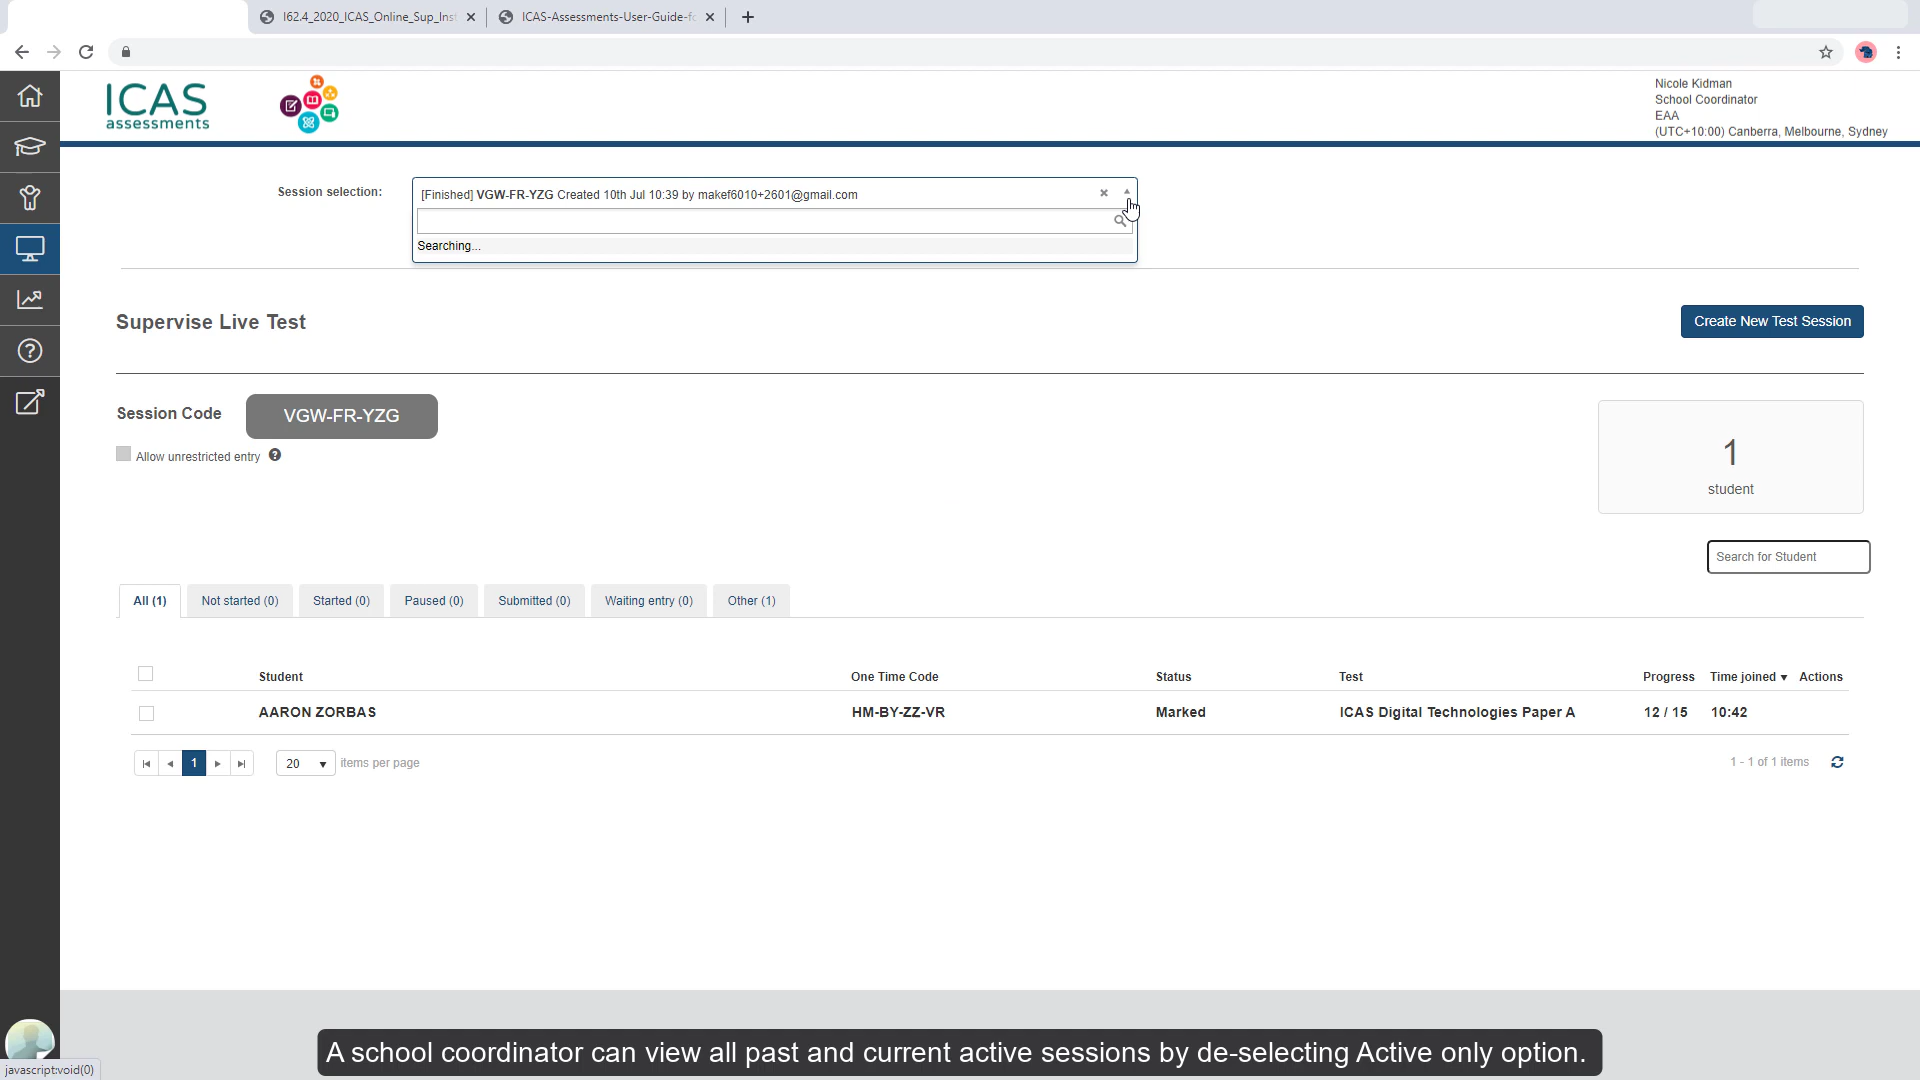 I62.4_2020_ICAS_Online_Sup_Inst
ICAS-Assessments-User-Guide-fo
ICAS
assessments
Nicole Kidman
School Coordinator
EAA
(UTC+10:00) Canberra, Melbourne, Sydney
Session selection:
[Finished] VGW-FR-YZG Created 10th Jul 10:39 by makef6010+2601@gmail.com
Searching...
Supervise Live Test
Create New Test Session
Session Code
VGW-FR-YZG
Allow unrestricted entry
1
student
Search for Student
All (1) Not started (0) Started (0) Paused (0) Submitted (0) Waiting entry (0) Other (1)
Student One Time Code Status Test Progress Time joined Actions
AARON ZORBAS HM-BY-ZZ-VR Marked ICAS Digital Technologies Paper A 12 / 15 10:42
1 20 items per page 1 - 1 of 1 items
A school coordinator can view all past and current active sessions by de-selecting Active only option.
javascript:void(0)